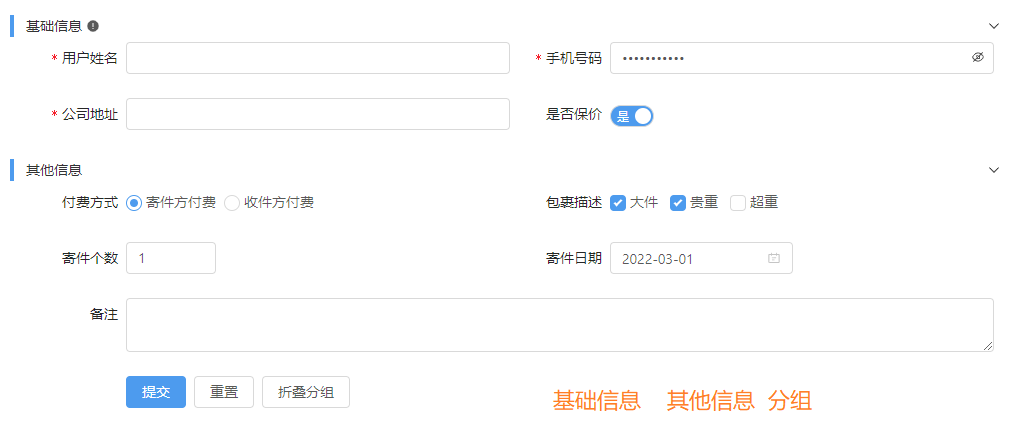 基础信息
* 用户姓名 * 手机号码 •••••••••••
* 公司地址 是否保价 是
其他信息
付费方式 寄件方付费 收件方付费 包裹描述 大件 贵重 超重
寄件个数 1 寄件日期 2022-03-01
备注
提交 重置 折叠分组 基础信息 其他信息 分组